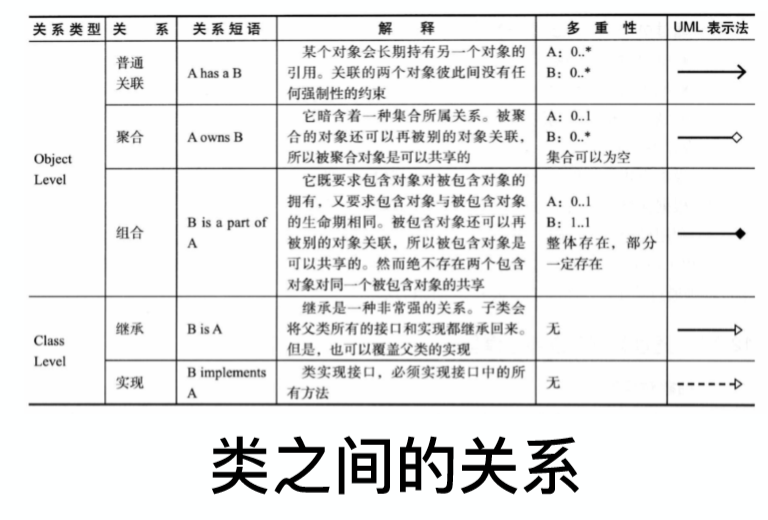 关系类型 关 系 关系短语 解 释 多 重 性 UML 表示法
Object Level
普通关联
A has a B
某个对象会长期持有另一个对象的
引用。关联的两个对象彼此间没有任
何强制性的约束
A：0..*
B：0..*
聚合
A owns B
它暗含着一种集合所属关系。被聚
合的对象还可以再被别的对象关联，
所以被聚合对象是可以共享的
A：0..1
B：0..*
集合可以为空
组合
B is a part of
A
它既要求包含对象对被包含对象的
拥有，又要求包含对象与被包含对象
的生命期相同。被包含对象还可以再
被别的对象关联，所以被包含对象是
可以共享的。然而绝不存在两个包含
对象对同一个被包含对象的共享
A：0..1
B：1..1
整体存在，部分
一定存在
Class
Level
继承
B is A
继承是一种非常强的关系。子类会
将父类所有的接口和实现都继承回来。
但是，也可以覆盖父类的实现
无
实现
B implements
A
类实现接口，必须实现接口中的所
有方法
无
类之间的关系